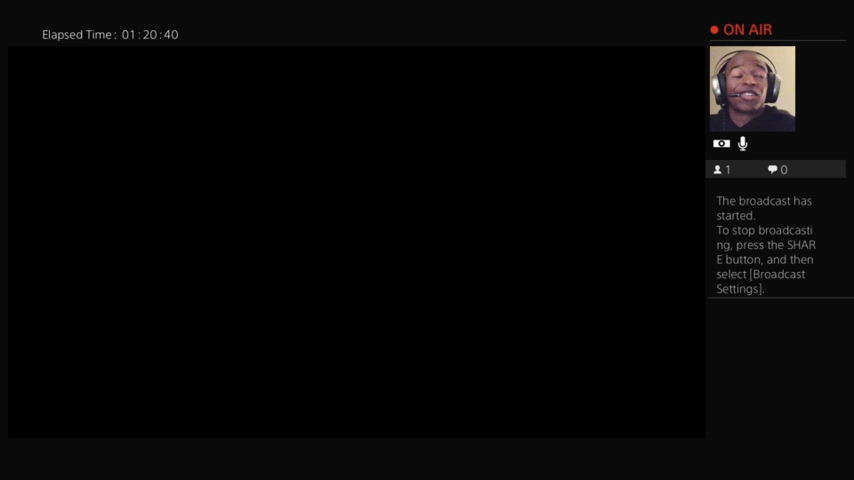 Elapsed Time: 01:20:40
ON AIR
1 0
The broadcast has
started.
To stop broadcasti
ng, press the SHAR
E button, and then
select [Broadcast
Settings].